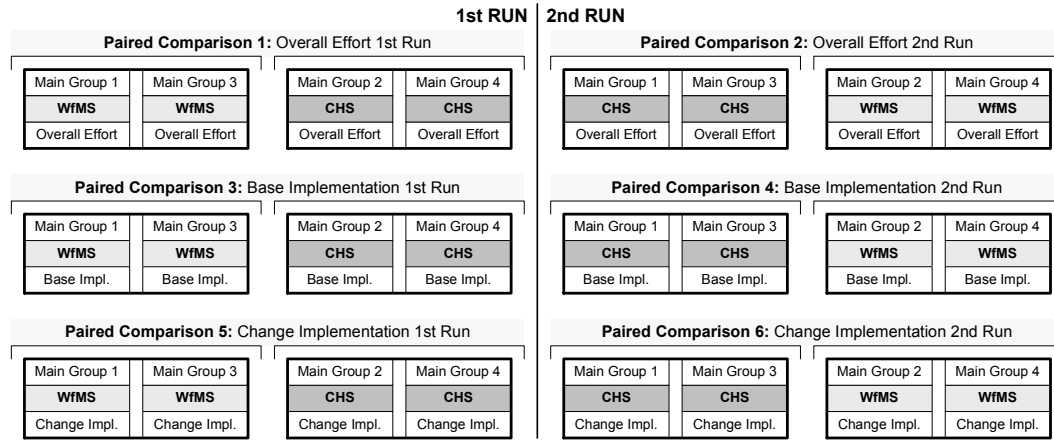 1st RUN 2nd RUN
Paired Comparison 1: Overall Effort 1st Run
Main Group 1 Main Group 3 Main Group 2 Main Group 4
WfMS WfMS CHS CHS
Overall Effort Overall Effort Overall Effort Overall Effort
Paired Comparison 2: Overall Effort 2nd Run
Main Group 1 Main Group 3 Main Group 2 Main Group 4
CHS CHS WfMS WfMS
Overall Effort Overall Effort Overall Effort Overall Effort
Paired Comparison 3: Base Implementation 1st Run
Main Group 1 Main Group 3 Main Group 2 Main Group 4
WfMS WfMS CHS CHS
Base Impl. Base Impl. Base Impl. Base Impl.
Paired Comparison 4: Base Implementation 2nd Run
Main Group 1 Main Group 3 Main Group 2 Main Group 4
CHS CHS WfMS WfMS
Base Impl. Base Impl. Base Impl. Base Impl.
Paired Comparison 5: Change Implementation 1st Run
Main Group 1 Main Group 3 Main Group 2 Main Group 4
WfMS WfMS CHS CHS
Change Impl. Change Impl. Change Impl. Change Impl.
Paired Comparison 6: Change Implementation 2nd Run
Main Group 1 Main Group 3 Main Group 2 Main Group 4
CHS CHS WfMS WfMS
Change Impl. Change Impl. Change Impl. Change Impl.